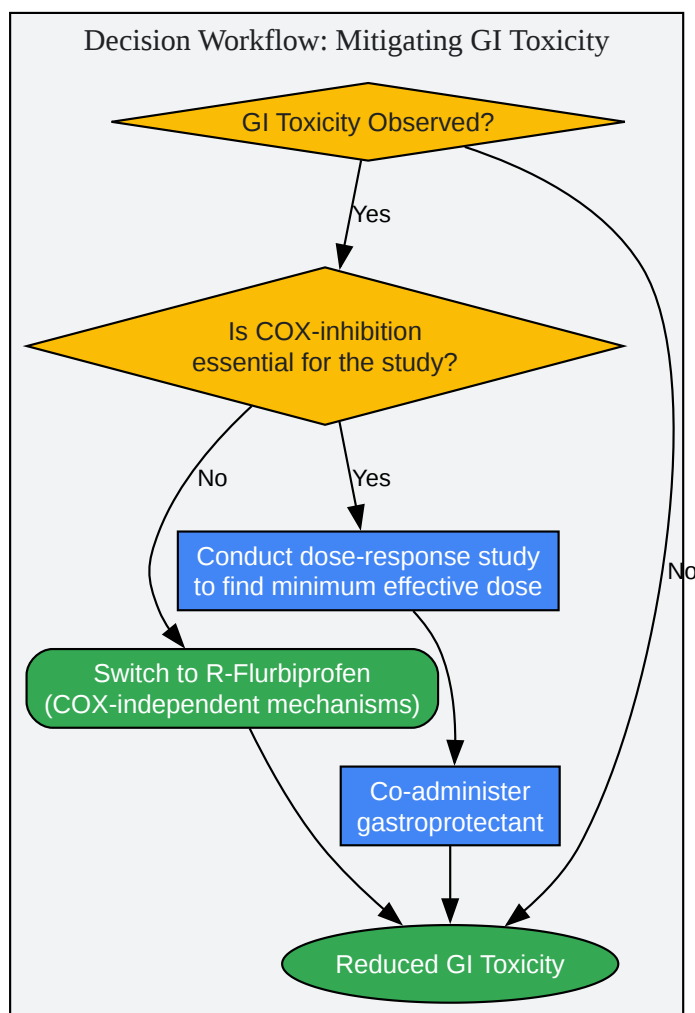 Decision Workflow: Mitigating GI Toxicity
GI Toxicity Observed?
Yes
Is COX-inhibition
essential for the study?
No
Yes
Conduct dose-response study
to find minimum effective dose
No
Switch to R-Flurbiprofen
(COX-independent mechanisms)
Co-administer
gastroprotectant
Reduced GI Toxicity